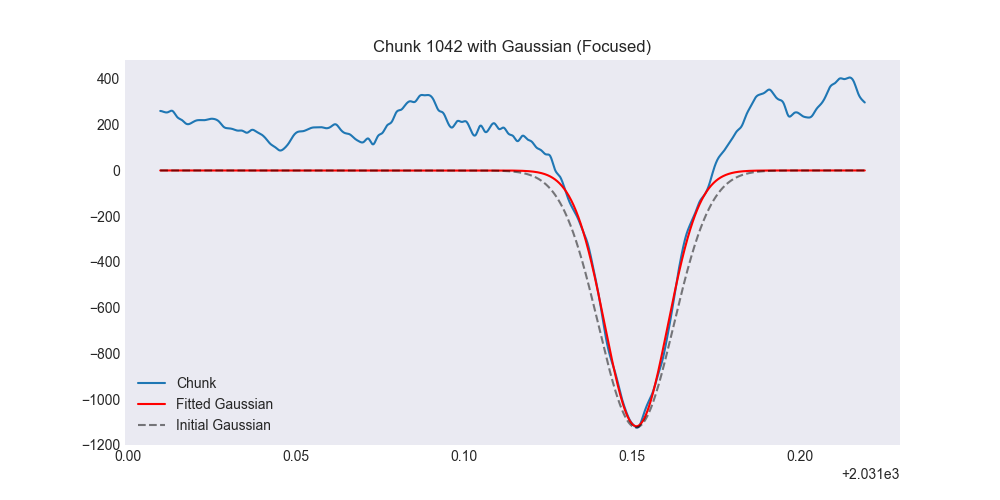 Chunk 1042 with Gaussian (Focused)
400
200
0
−200
−400
−600
−800
−1000
−1200
Chunk
Fitted Gaussian
Initial Gaussian
0.00 0.05 0.10 0.15 0.20
+2.031e3